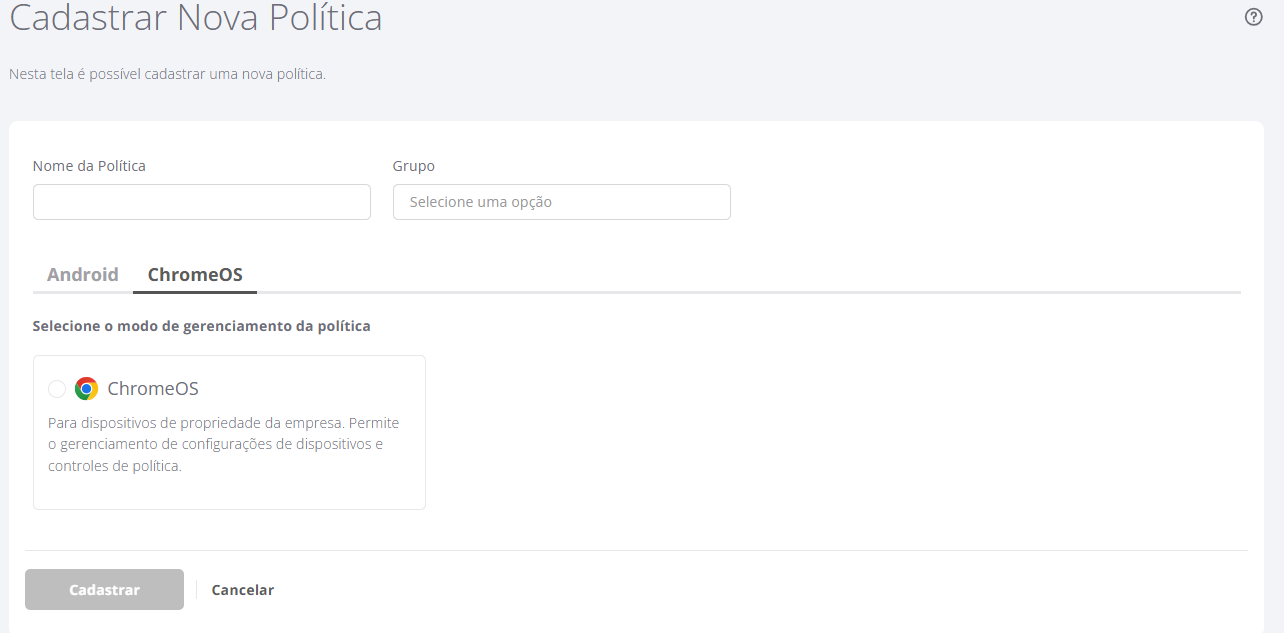 Cadastrar Nova Política
Nesta tela é possível cadastrar uma nova política.
Nome da Política
Grupo
Selecione uma opção
Android
ChromeOS
Selecione o modo de gerenciamento da política
ChromeOS
Para dispositivos de propriedade da empresa. Permite
o gerenciamento de configurações de dispositivos e
controles de política.
Cadastrar
Cancelar